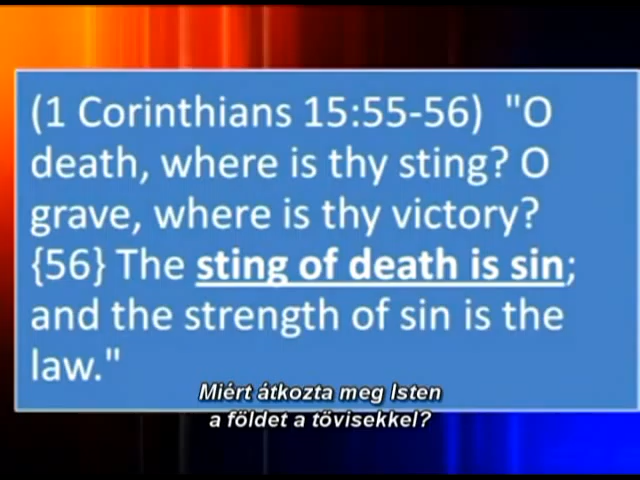 (1 Corinthians 15:55-56) "O
death, where is thy sting? O
grave, where is thy victory?
{56} The sting of death is sin;
and the strength of sin is the
law."
Miért átkozta meg Isten
a földet a tövisekkel?